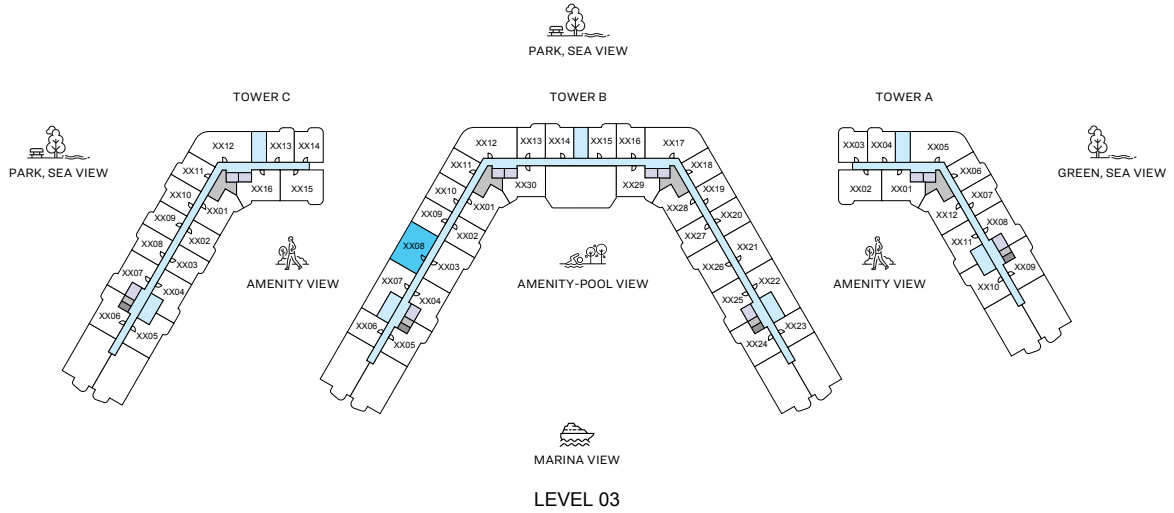 PARK, SEA VIEW
TOWER C
TOWER B
TOWER A
PARK, SEA VIEW
GREEN, SEA VIEW
XX12
XX13
XX14
XX11
XX16
XX15
XX10
XX01
XX09
XX02
XX08
XX03
XX07
XX04
XX06
XX05
AMENITY VIEW
XX12
XX13
XX14
XX15
XX16
XX17
XX11
XX30
XX29
XX18
XX10
XX01
XX28
XX19
XX09
XX02
XX27
XX20
XX08
XX03
XX26
XX21
XX07
XX04
XX25
XX22
XX06
XX05
XX24
XX23
AMENITY-POOL VIEW
XX03
XX04
XX05
XX02
XX01
XX06
XX12
XX07
XX11
XX08
XX10
XX09
AMENITY VIEW
MARINA VIEW
LEVEL 03